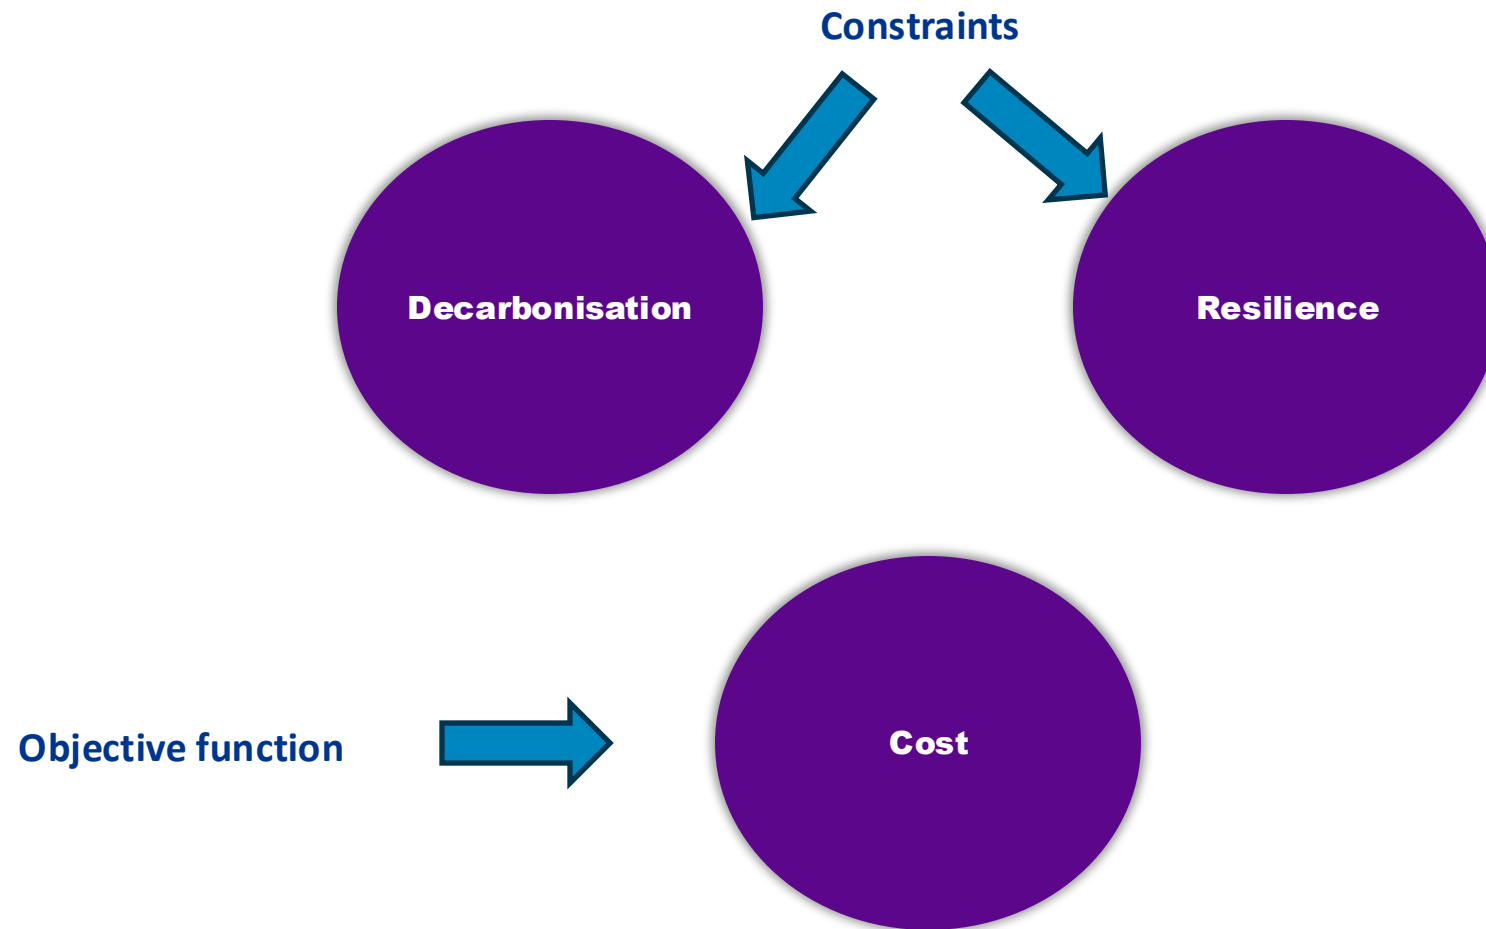 Constraints
Decarbonisation
Resilience
Objective function
Cost